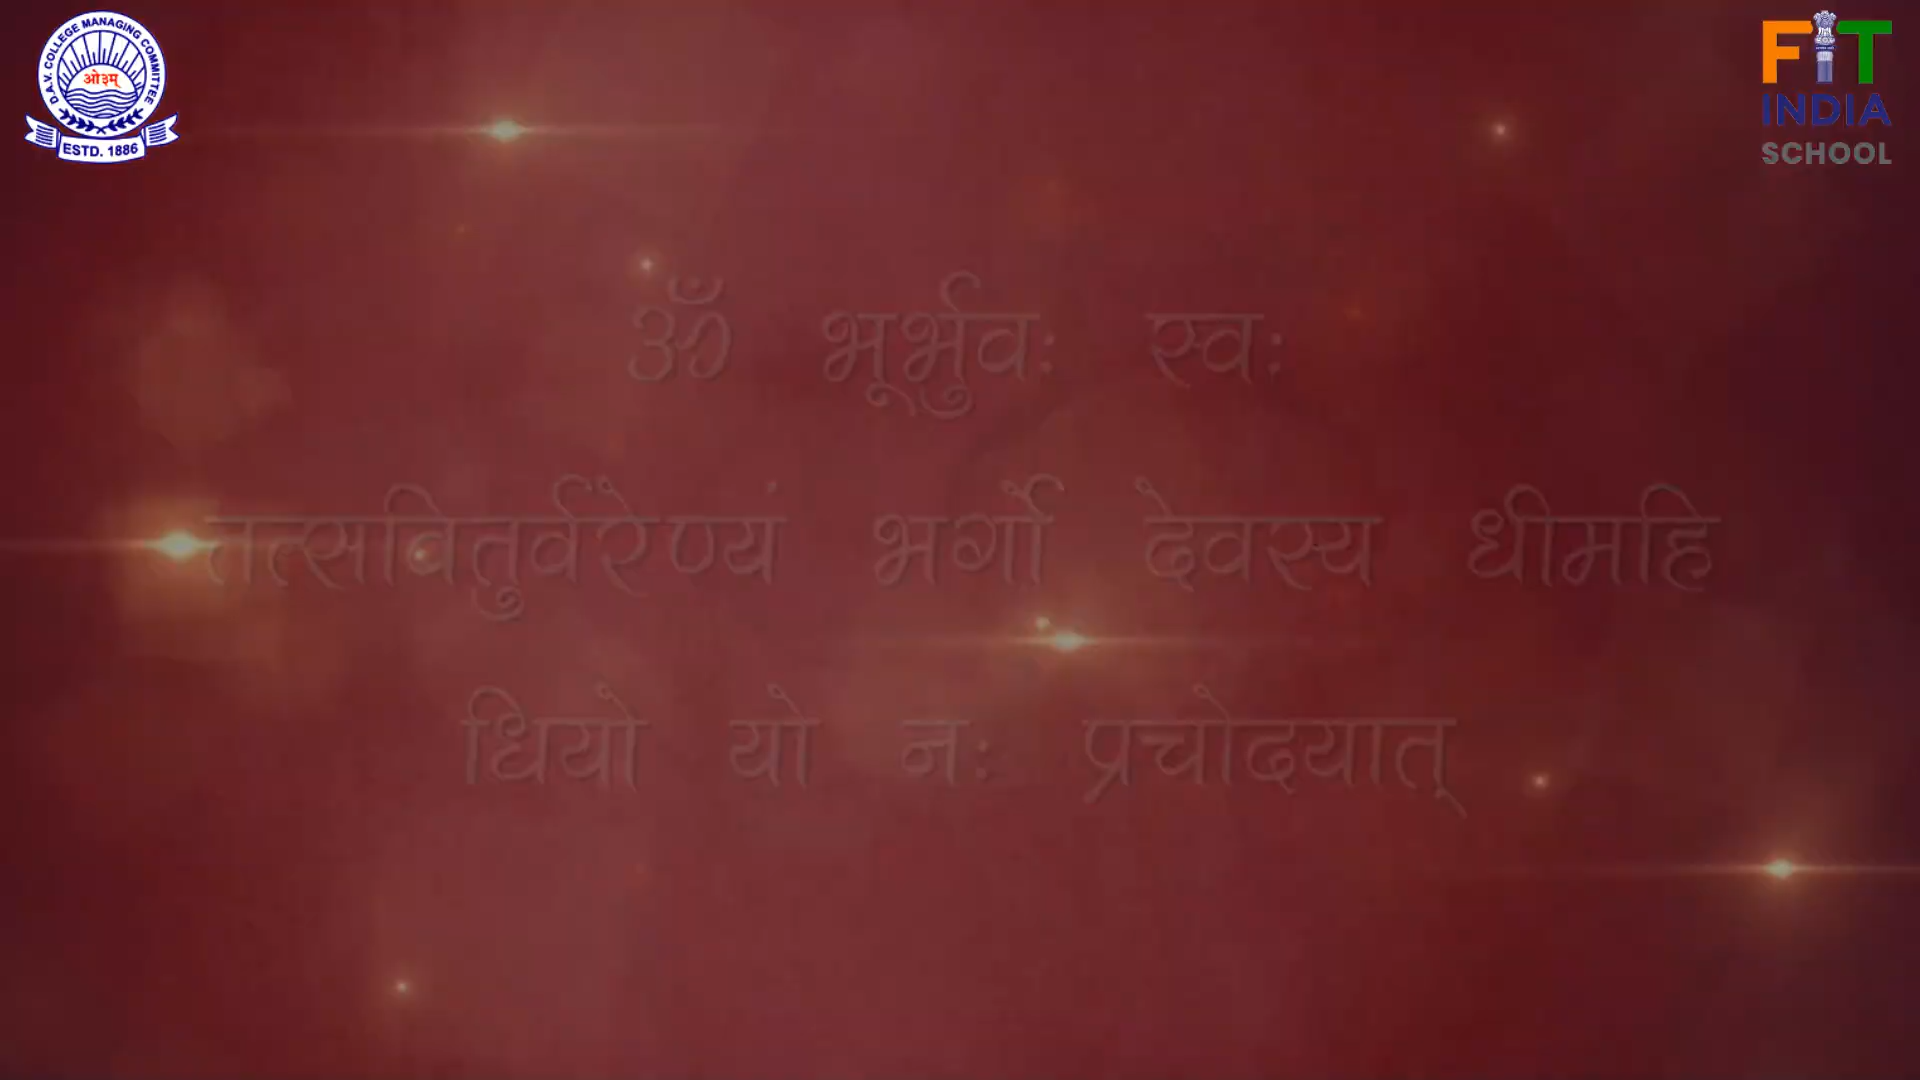 D.A.V. COLLEGE MANAGING COMMITTEE
ओ३म्
ESTD. 1886
FiT
INDIA
SCHOOL
ॐ भूर्भुवः स्वः
तत्सवितुर्वरेण्यं भर्गो देवस्य धीमहि
धियो यो नः प्रचोदयात्